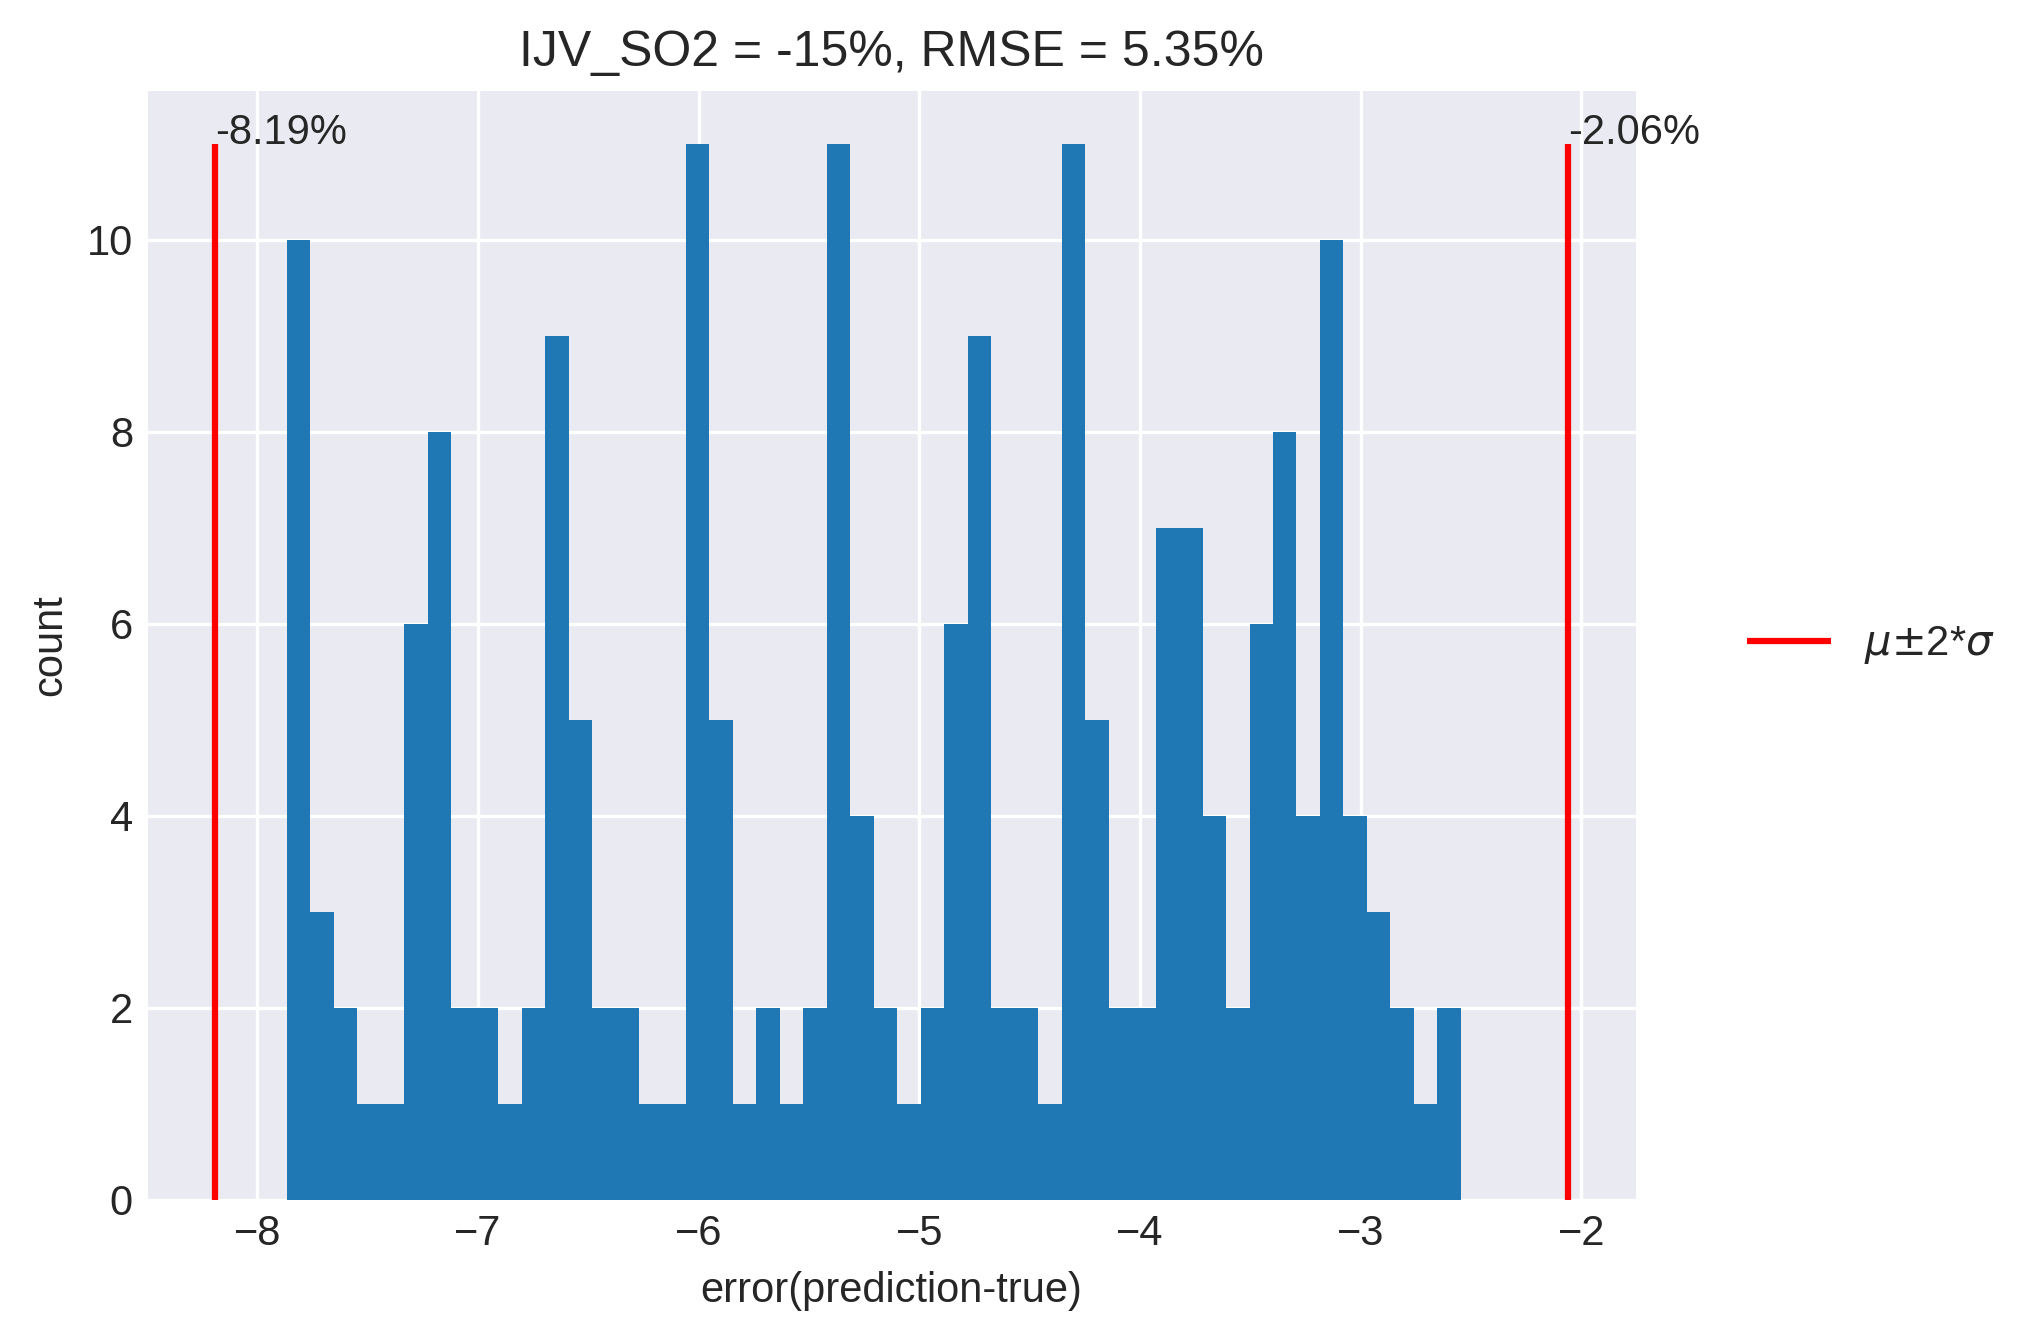 IJV_SO2 = -15%, RMSE = 5.35%
-8.19%
-2.06%
10
8
6
4
2
0
count
−8 −7 −6 −5 −4 −3 −2
error(prediction-true)
μ±2*σ